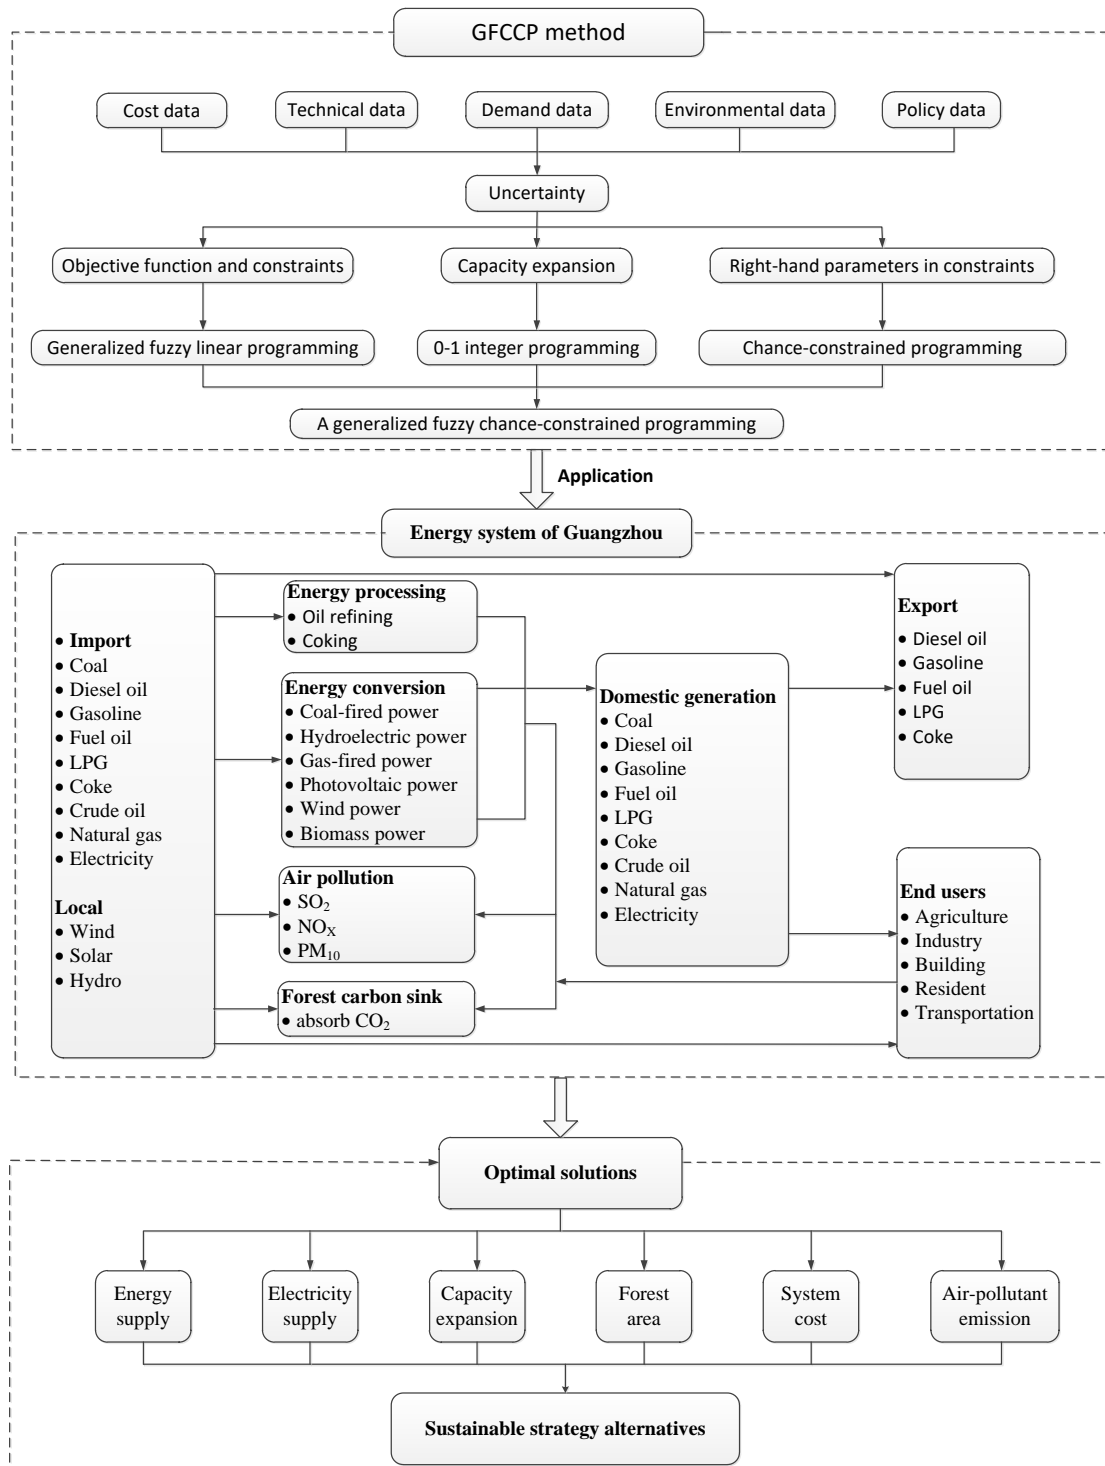 GFCCP method
Cost data
Technical data
Demand data
Environmental data
Policy data
Uncertainty
Objective function and constraints
Capacity expansion
Right-hand parameters in constraints
Generalized fuzzy linear programming
0-1 integer programming
Chance-constrained programming
A generalized fuzzy chance-constrained programming
Application
Energy system of Guangzhou
• Import
• Coal
• Diesel oil
• Gasoline
• Fuel oil
• LPG
• Coke
• Crude oil
• Natural gas
• Electricity
Local
• Wind
• Solar
• Hydro
Energy processing
• Oil refining
• Coking
Energy conversion
• Coal-fired power
• Hydroelectric power
• Gas-fired power
• Photovoltaic power
• Wind power
• Biomass power
Air pollution
• SO₂
• NOX
• PM₁₀
Forest carbon sink
• absorb CO₂
Domestic generation
• Coal
• Diesel oil
• Gasoline
• Fuel oil
• LPG
• Coke
• Crude oil
• Natural gas
• Electricity
Export
• Diesel oil
• Gasoline
• Fuel oil
• LPG
• Coke
End users
• Agriculture
• Industry
• Building
• Resident
• Transportation
Optimal solutions
Energy
supply
Electricity
supply
Capacity
expansion
Forest
area
System
cost
Air-pollutant
emission
Sustainable strategy alternatives